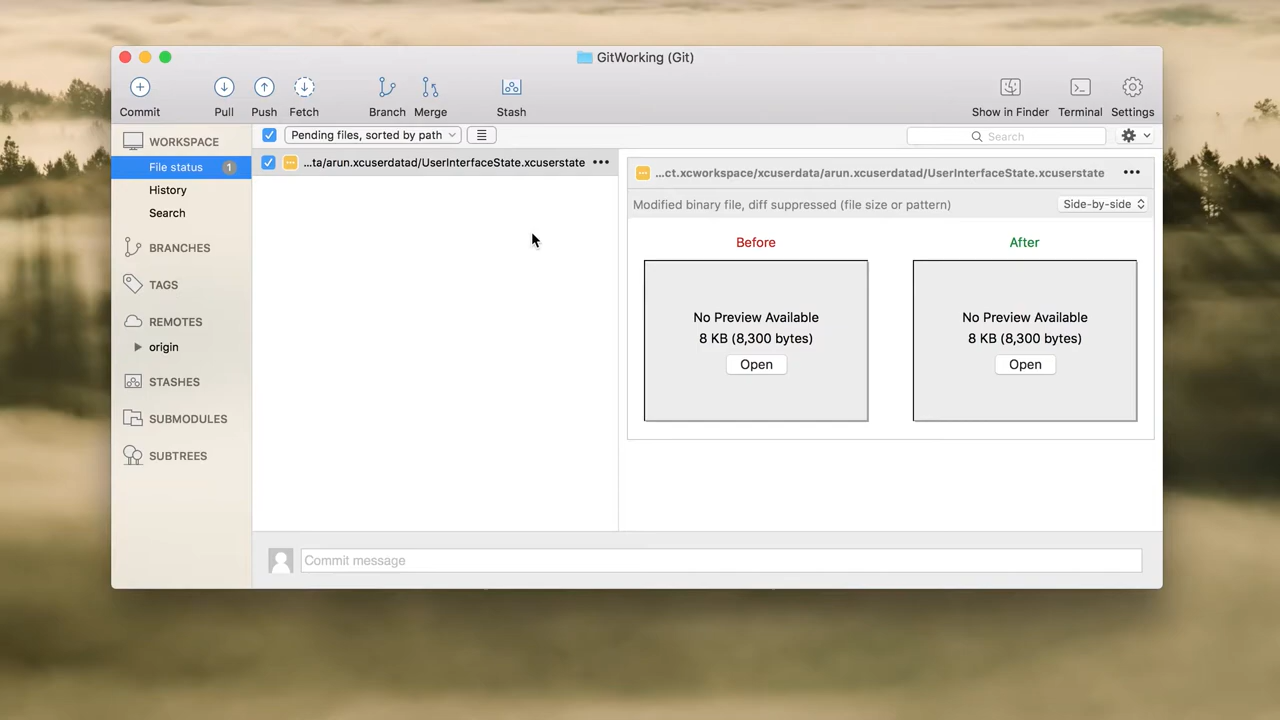 GitWorking (Git)
Commit Pull Push Fetch Branch Merge Stash Show in Finder Terminal Settings
WORKSPACE
File status 1
History
Search
BRANCHES
TAGS
REMOTES
origin
STASHES
SUBMODULES
SUBTREES
Pending files, sorted by path
Search
...ta/arun.xcuserdatad/UserInterfaceState.xcuserstate
...ct.xcworkspace/xcuserdata/arun.xcuserdatad/UserInterfaceState.xcuserstate
Modified binary file, diff suppressed (file size or pattern)
Side-by-side
Before
No Preview Available
8 KB (8,300 bytes)
Open
After
No Preview Available
8 KB (8,300 bytes)
Open
Commit message